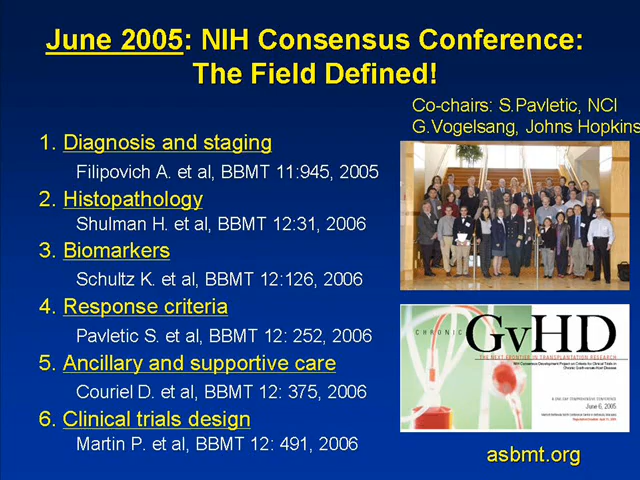 June 2005: NIH Consensus Conference:
The Field Defined!
Co-chairs: S.Pavletic, NCI
G.Vogelsang, Johns Hopkins
1. Diagnosis and staging
Filipovich A. et al, BBMT 11:945, 2005
2. Histopathology
Shulman H. et al, BBMT 12:31, 2006
3. Biomarkers
Schultz K. et al, BBMT 12:126, 2006
4. Response criteria
Pavletic S. et al, BBMT 12: 252, 2006
5. Ancillary and supportive care
Couriel D. et al, BBMT 12: 375, 2006
6. Clinical trials design
Martin P. et al, BBMT 12: 491, 2006
CHRONIC
GvHD
THE NEXT FRONTIER IN TRANSPLANTATION RESEARCH
NIH Consensus Development Project on Criteria for Clinical Trials in
Chronic Graft-versus-Host Disease
A ONE-DAY COMPREHENSIVE CONFERENCE
June 6, 2005
asbmt.org